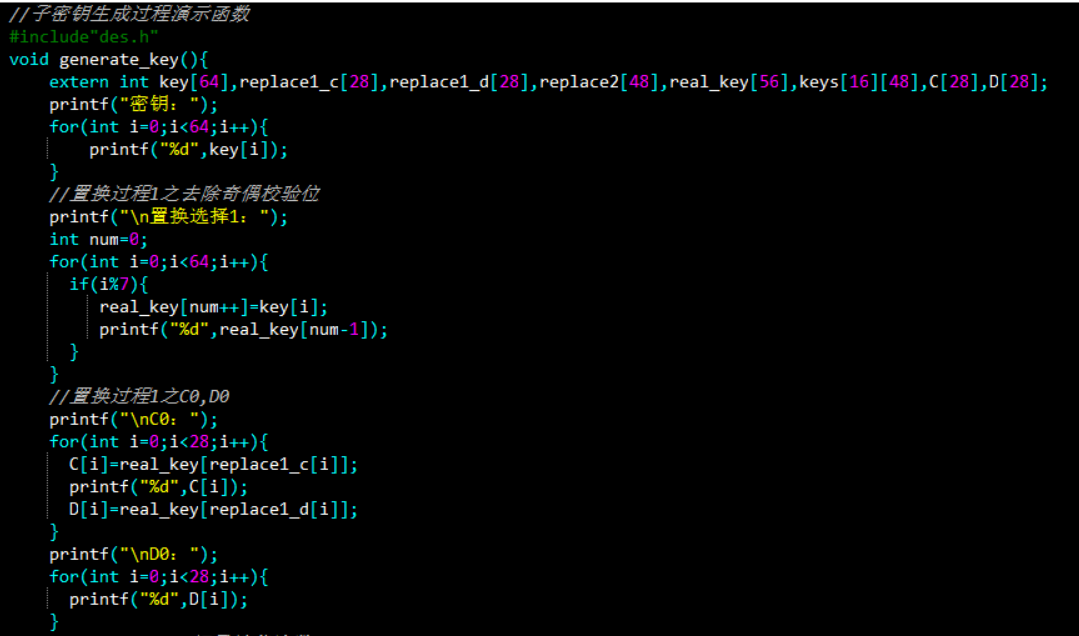 //子密钥生成过程演示函数
#include"des.h"
void generate_key(){
    extern int key[64],replace1_c[28],replace1_d[28],replace2[48],real_key[56],keys[16][48],C[28],D[28];
    printf("密钥：");
    for(int i=0;i<64;i++){
        printf("%d",key[i]);
    }
    //置换过程1之去除奇偶校验位
    printf("\n置换选择1：");
    int num=0;
    for(int i=0;i<64;i++){
      if(i%7){
         real_key[num++]=key[i];
         printf("%d",real_key[num-1]);
      }
    }
    //置换过程1之C0,D0
    printf("\nC0：");
    for(int i=0;i<28;i++){
      C[i]=real_key[replace1_c[i]];
      printf("%d",C[i]);
      D[i]=real_key[replace1_d[i]];
    }
    printf("\nD0：");
    for(int i=0;i<28;i++){
      printf("%d",D[i]);
    }